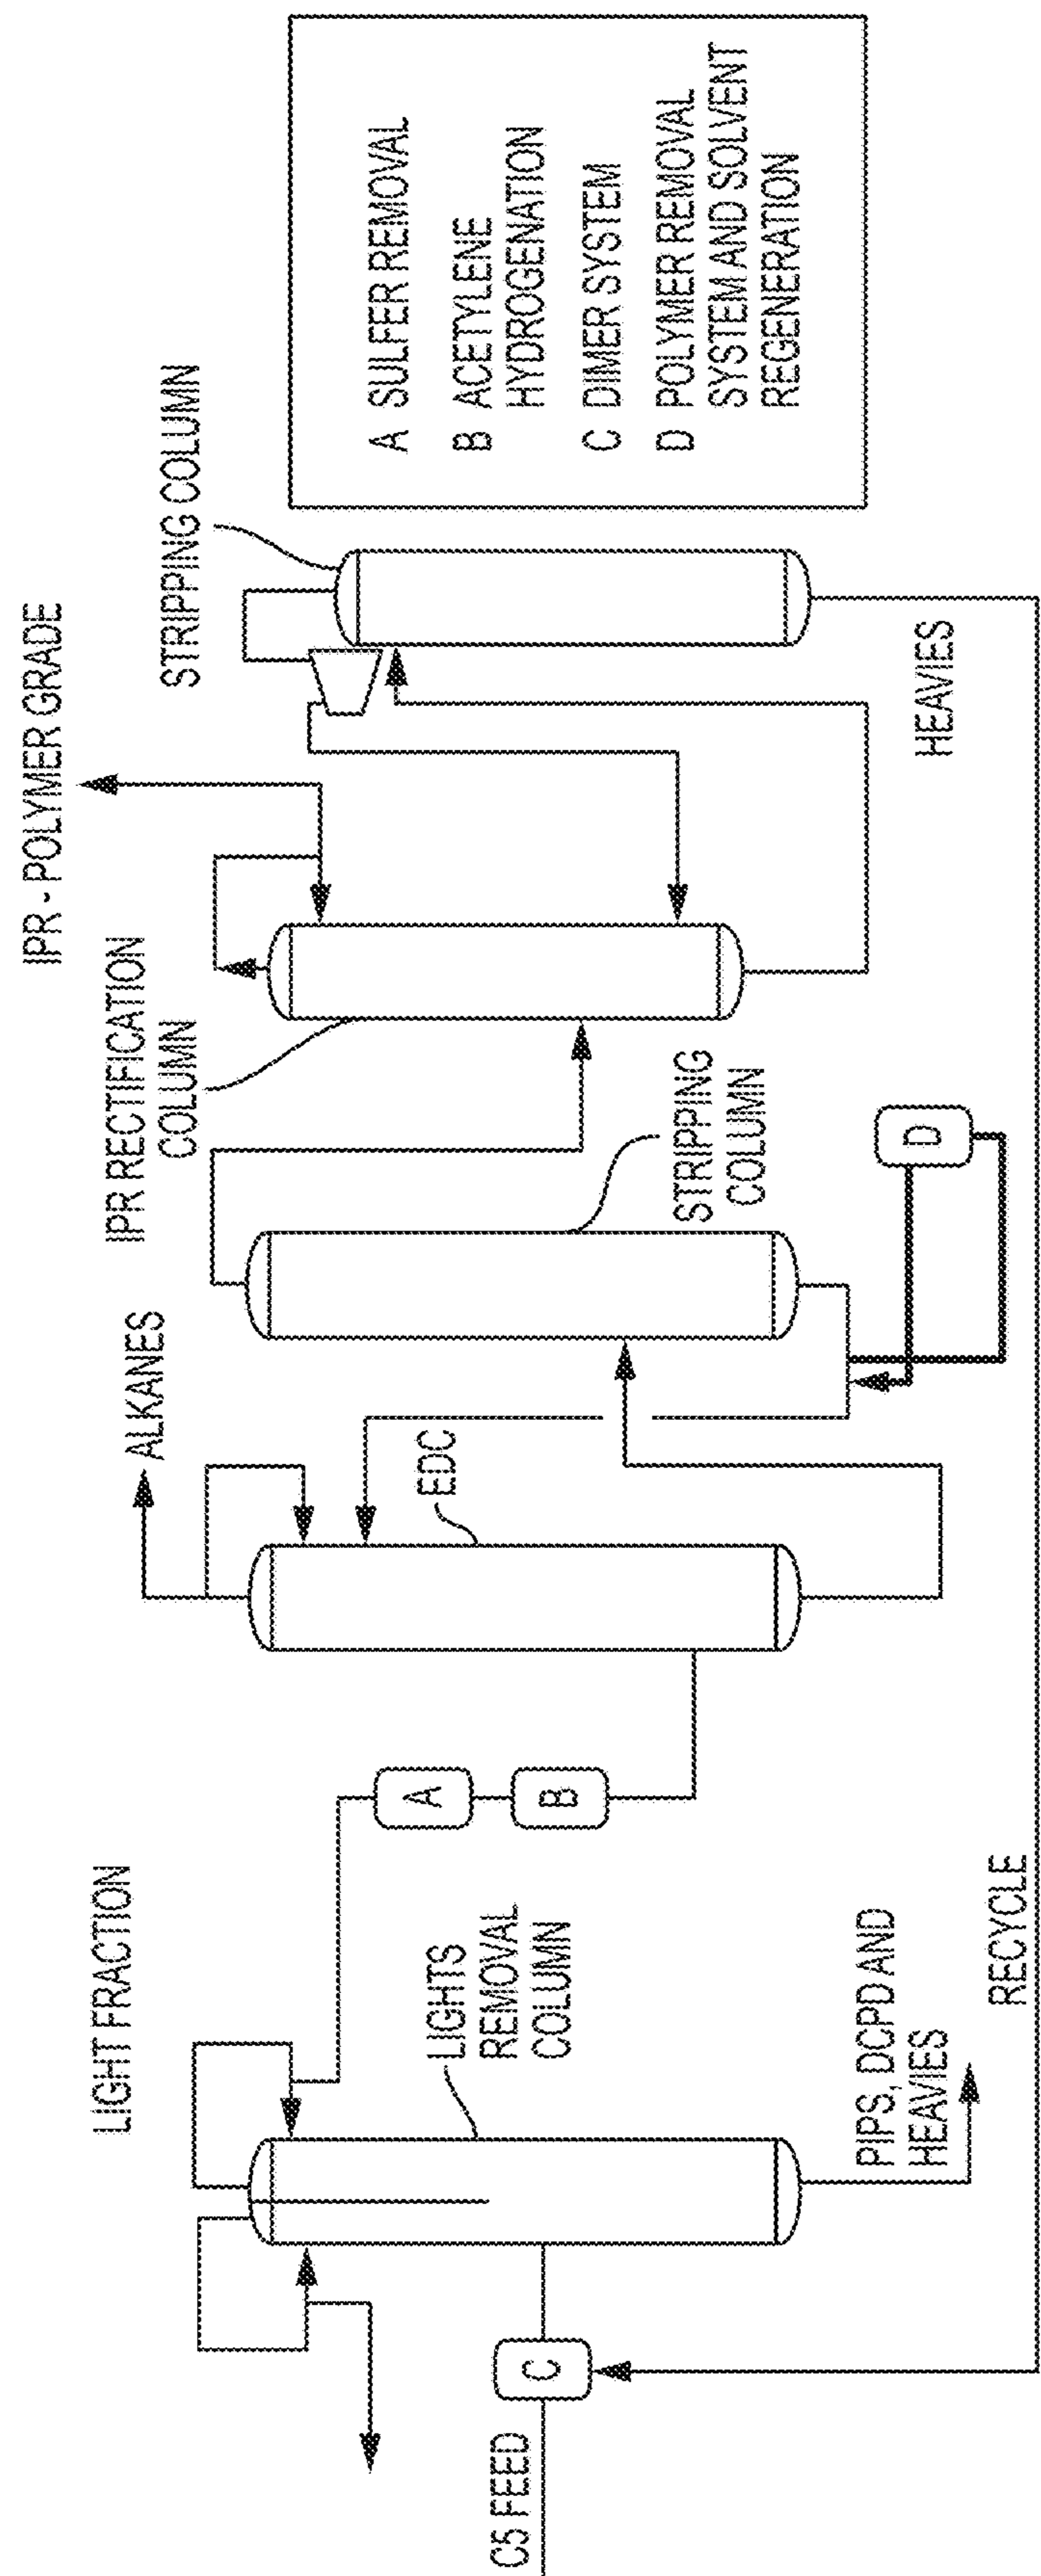 C5 FEED
C
LIGHT FRACTION
LIGHTS
REMOVAL
COLUMN
PIPS, DCPD AND
HEAVIES
RECYCLE
A
B
ALKANES
EDC
STRIPPING
COLUMN
D
IPR RECTIFICATION
COLUMN
IPR - POLYMER GRADE
STRIPPING COLUMN
HEAVIES
A SULFER REMOVAL
B ACETYLENE
HYDROGENATION
C DIMER SYSTEM
D POLYMER REMOVAL
SYSTEM AND SOLVENT
REGENERATION